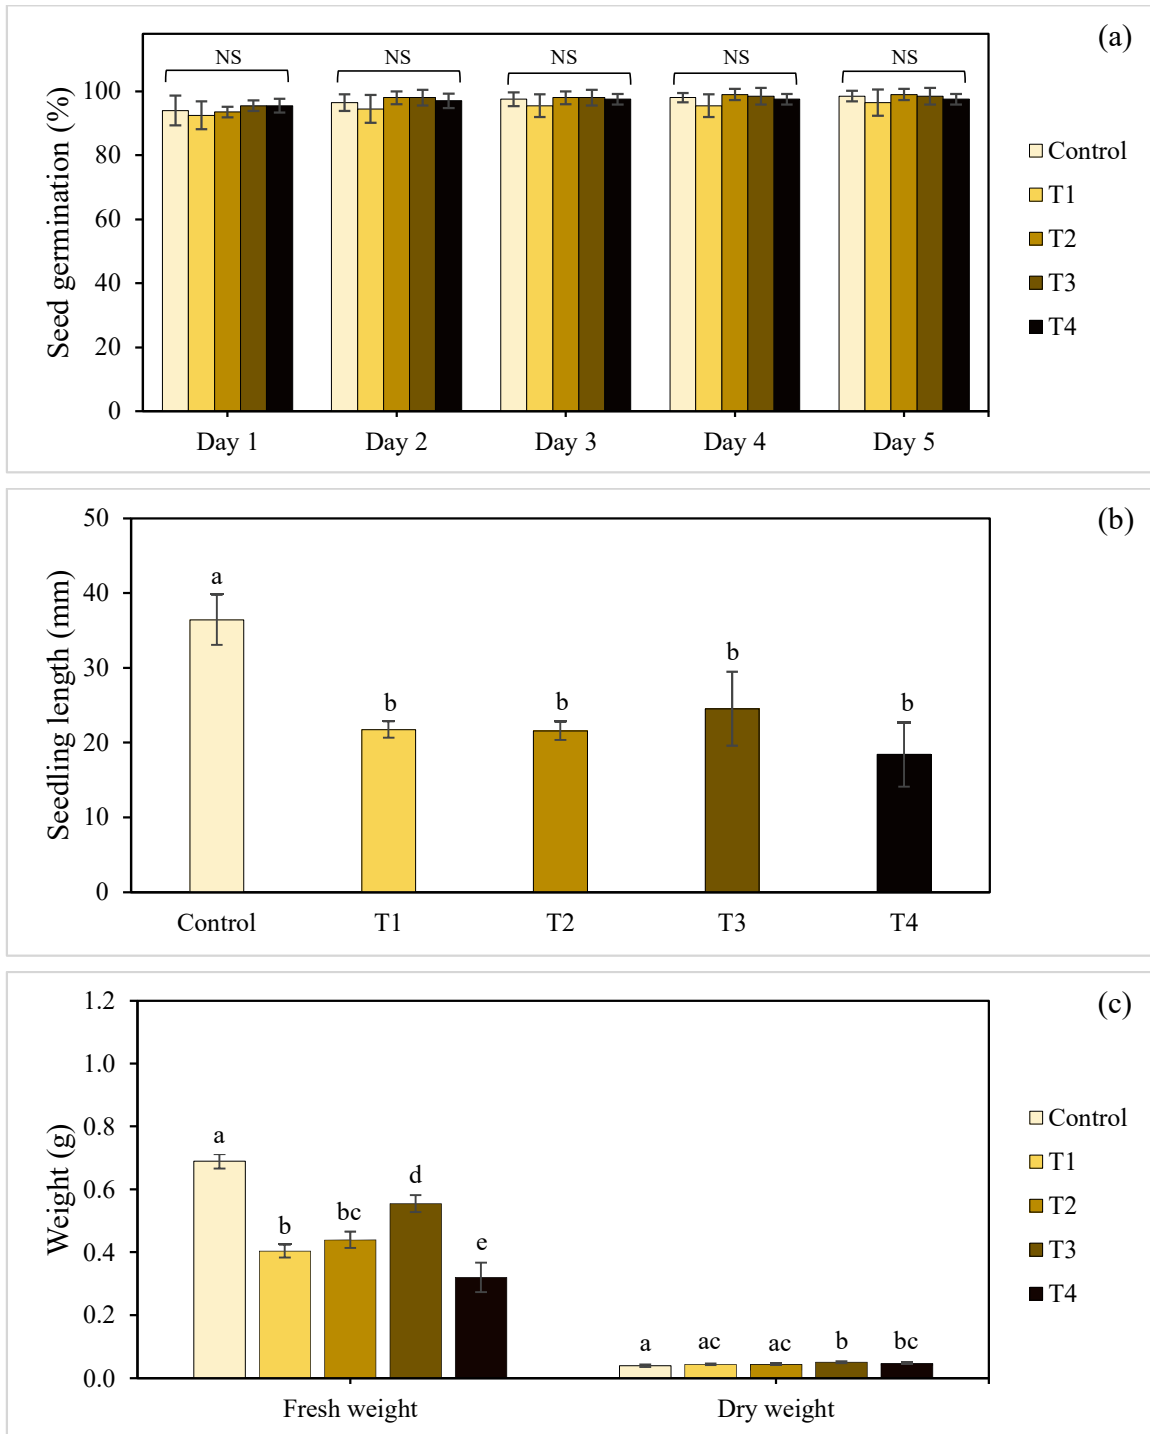 (a)
NS NS NS NS NS
100
80
60
40
20
0
Seed germination (%)
Day 1 Day 2 Day 3 Day 4 Day 5
Control
T1
T2
T3
T4
(b)
50
40
30
20
10
0
Seedling length (mm)
a b b b b
Control T1 T2 T3 T4
(c)
1.2
1.0
0.8
0.6
0.4
0.2
0.0
Weight (g)
a b bc d e a ac ac b bc
Fresh weight Dry weight
Control
T1
T2
T3
T4